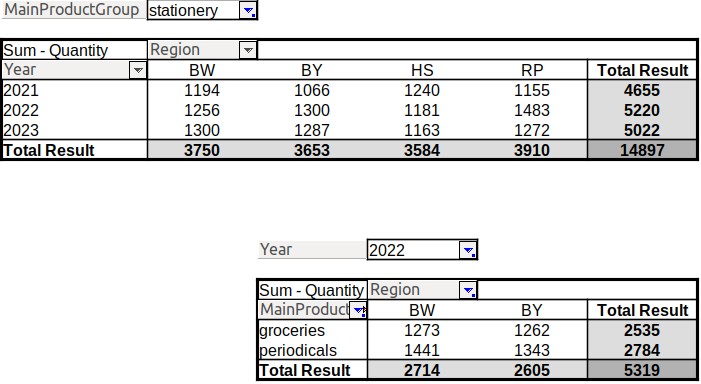 MainProductGroup stationery
Sum - Quantity Region
Year BW BY HS RP Total Result
2021 1194 1066 1240 1155 4655
2022 1256 1300 1181 1483 5220
2023 1300 1287 1163 1272 5022
Total Result 3750 3653 3584 3910 14897
Year 2022
Sum - Quantity Region
MainProduct BW BY Total Result
groceries 1273 1262 2535
periodicals 1441 1343 2784
Total Result 2714 2605 5319